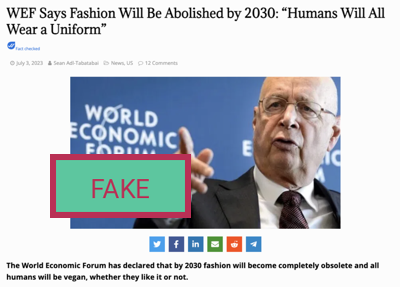 WEF Says Fashion Will Be Abolished by 2030: “Humans Will All
Wear a Uniform”
Fact checked
July 3, 2023 Sean Adl-Tabatabai News, US 12 Comments
WORLD
ECONOMIC
FORUM
FAKE
The World Economic Forum has declared that by 2030 fashion will become completely obsolete and all
humans will be vegan, whether they like it or not.